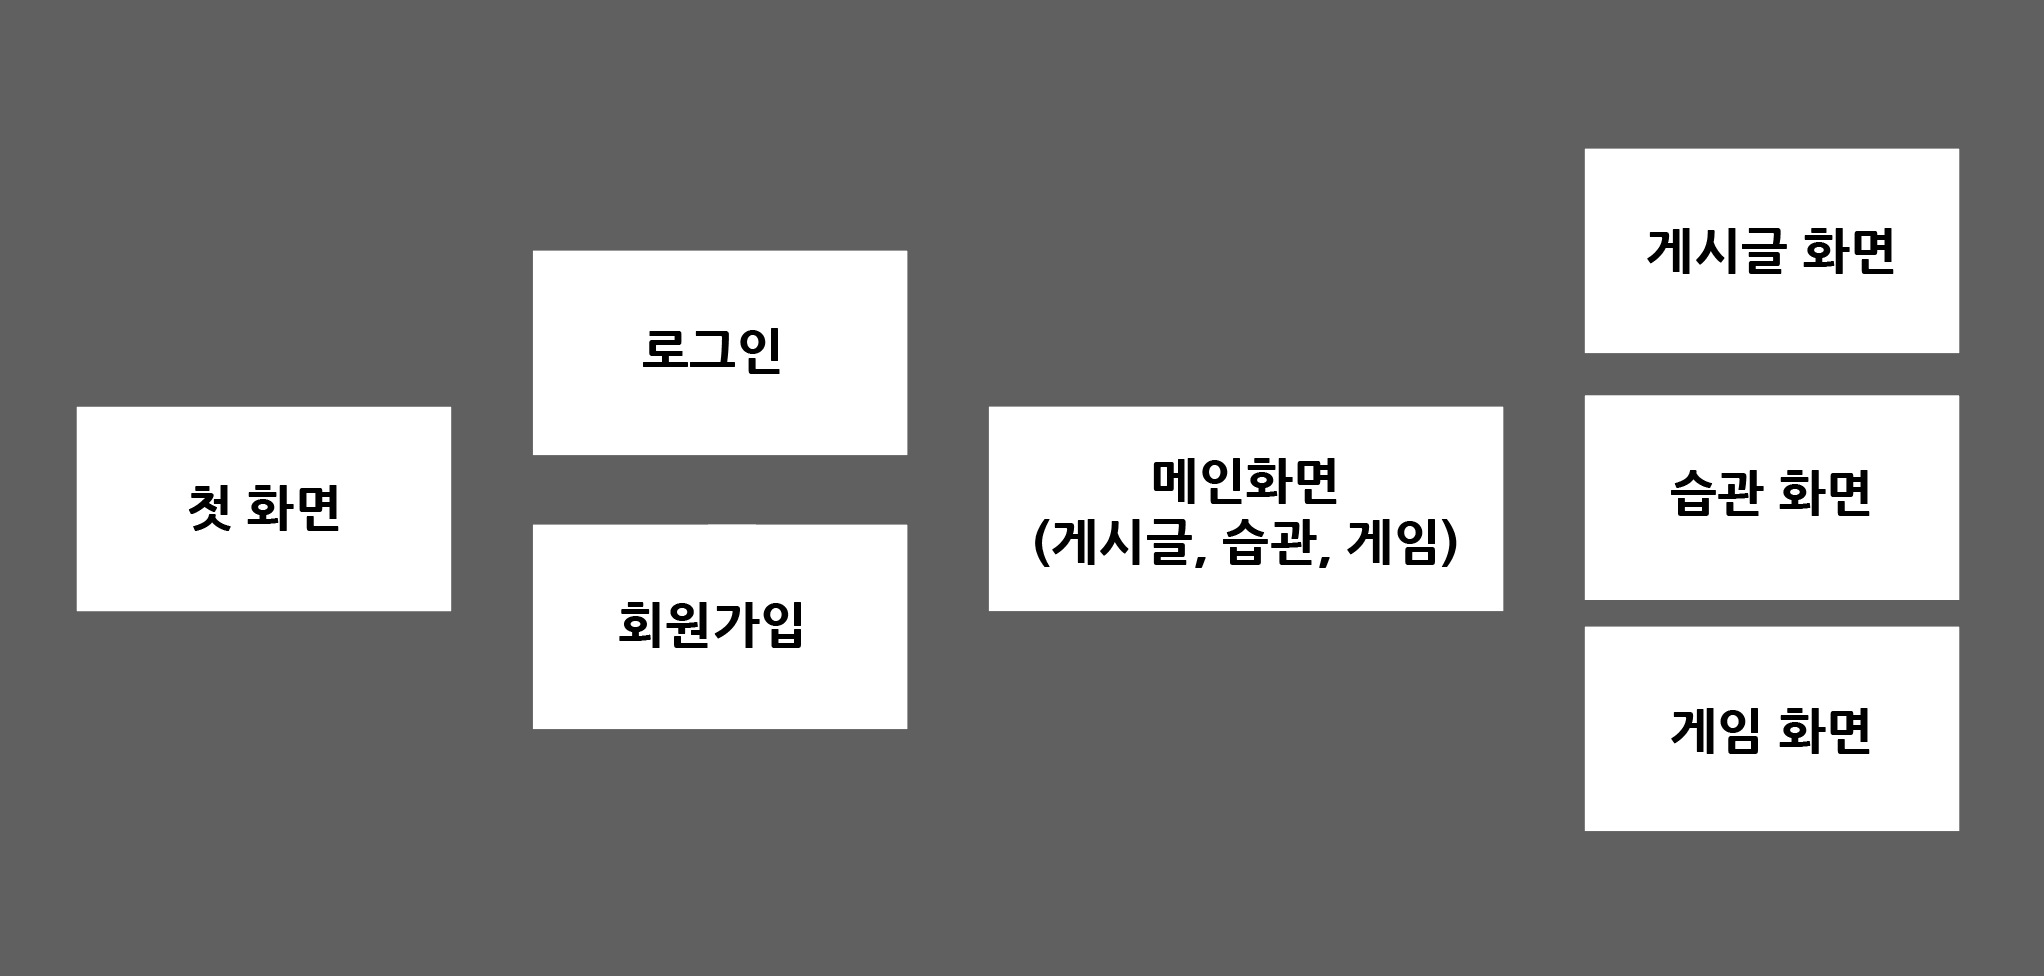 첫 화면
로그인
회원가입
메인화면
(게시글, 습관, 게임)
게시글 화면
습관 화면
게임 화면